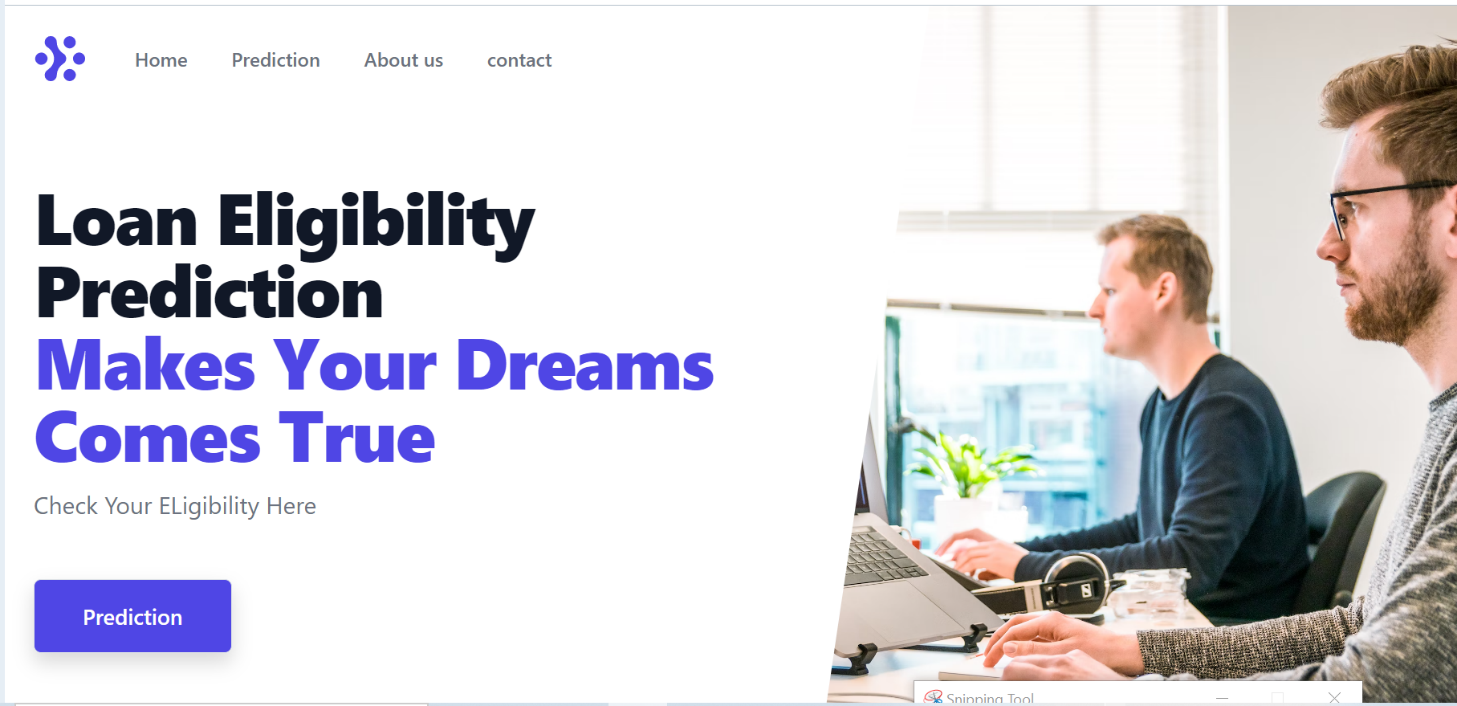 Home Prediction About us contact
Loan Eligibility
Prediction
Makes Your Dreams
Comes True
Check Your ELigibility Here
Prediction
Snipping Tool